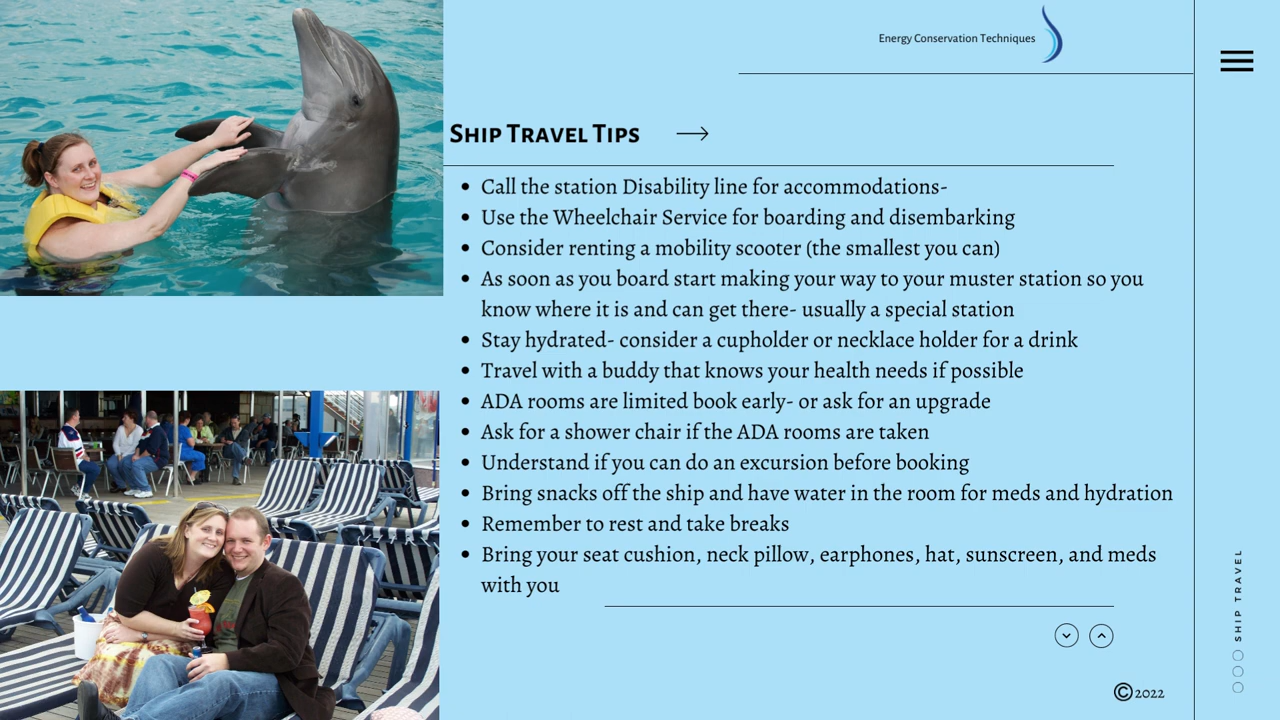 Energy Conservation Techniques
Ship Travel Tips
Call the station Disability line for accommodations-
Use the Wheelchair Service for boarding and disembarking
Consider renting a mobility scooter (the smallest you can)
As soon as you board start making your way to your muster station so you
know where it is and can get there- usually a special station
Stay hydrated- consider a cupholder or necklace holder for a drink
Travel with a buddy that knows your health needs if possible
ADA rooms are limited book early- or ask for an upgrade
Ask for a shower chair if the ADA rooms are taken
Understand if you can do an excursion before booking
Bring snacks off the ship and have water in the room for meds and hydration
Remember to rest and take breaks
Bring your seat cushion, neck pillow, earphones, hat, sunscreen, and meds
with you
SHIP TRAVEL
©2022